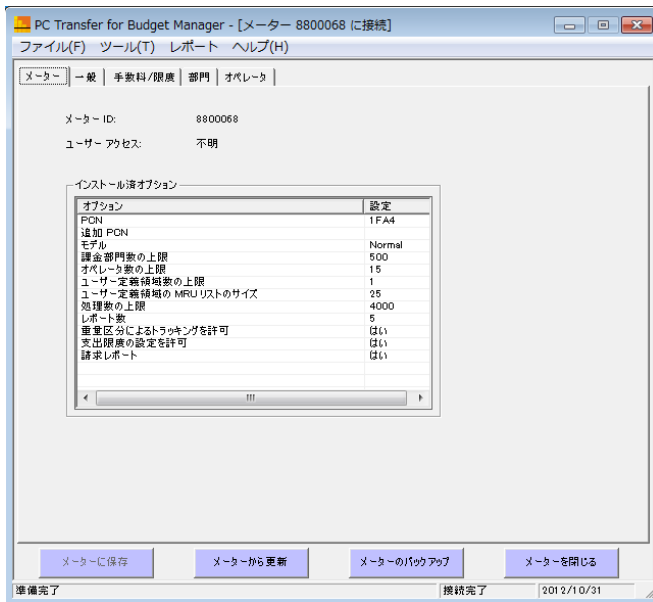 PC Transfer for Budget Manager - [メーター 8800068 に接続]
ファイル(F) ツール(T) レポート ヘルプ(H)
メーター 一般 手数料/限度 部門 オペレータ
メーター ID: 8800068
ユーザー アクセス: 不明
インストール済オプション
オプション 設定
PCN 1FA4
追加 PCN
モデル Normal
課金部門数の上限 500
オペレータ数の上限 15
ユーザー定義領域数の上限 1
ユーザー定義領域の MRU リストのサイズ 25
処理数の上限 4000
レポート数 5
重量区分によるトラッキングを許可 はい
支出限度の設定を許可 はい
請求レポート はい
メーターに保存 メーターから更新 メーターのバックアップ メーターを閉じる
準備完了 接続完了 2012/10/31